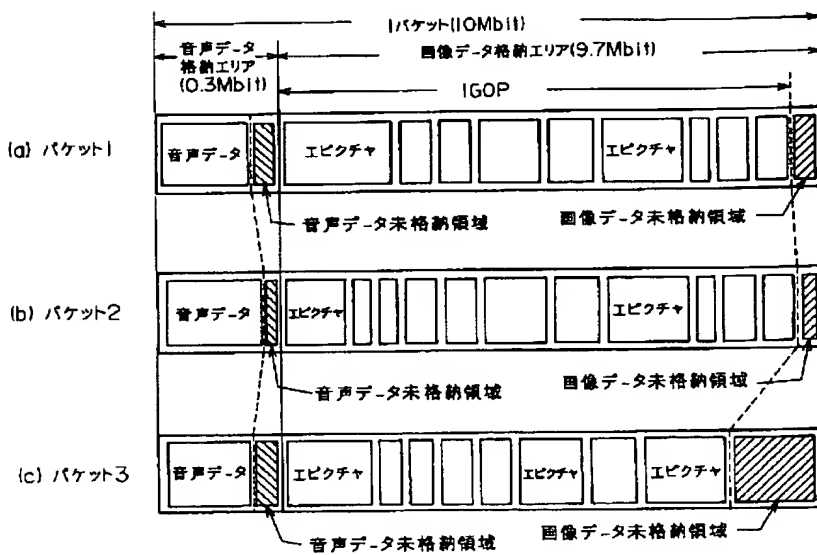 1パケット(10Mbit)
音声データ
格納エリア
(0.3Mbit)
画像データ格納エリア(9.7Mbit)
1GOP
(a) パケット1
音声データ
エピクチャ
エピクチャ
音声データ未格納領域
画像データ未格納領域
(b) パケット2
音声データ
エピクチャ
エピクチャ
音声データ未格納領域
画像データ未格納領域
(c) パケット3
音声データ
エピクチャ
エピクチャ
エピクチャ
音声データ未格納領域
画像データ未格納領域